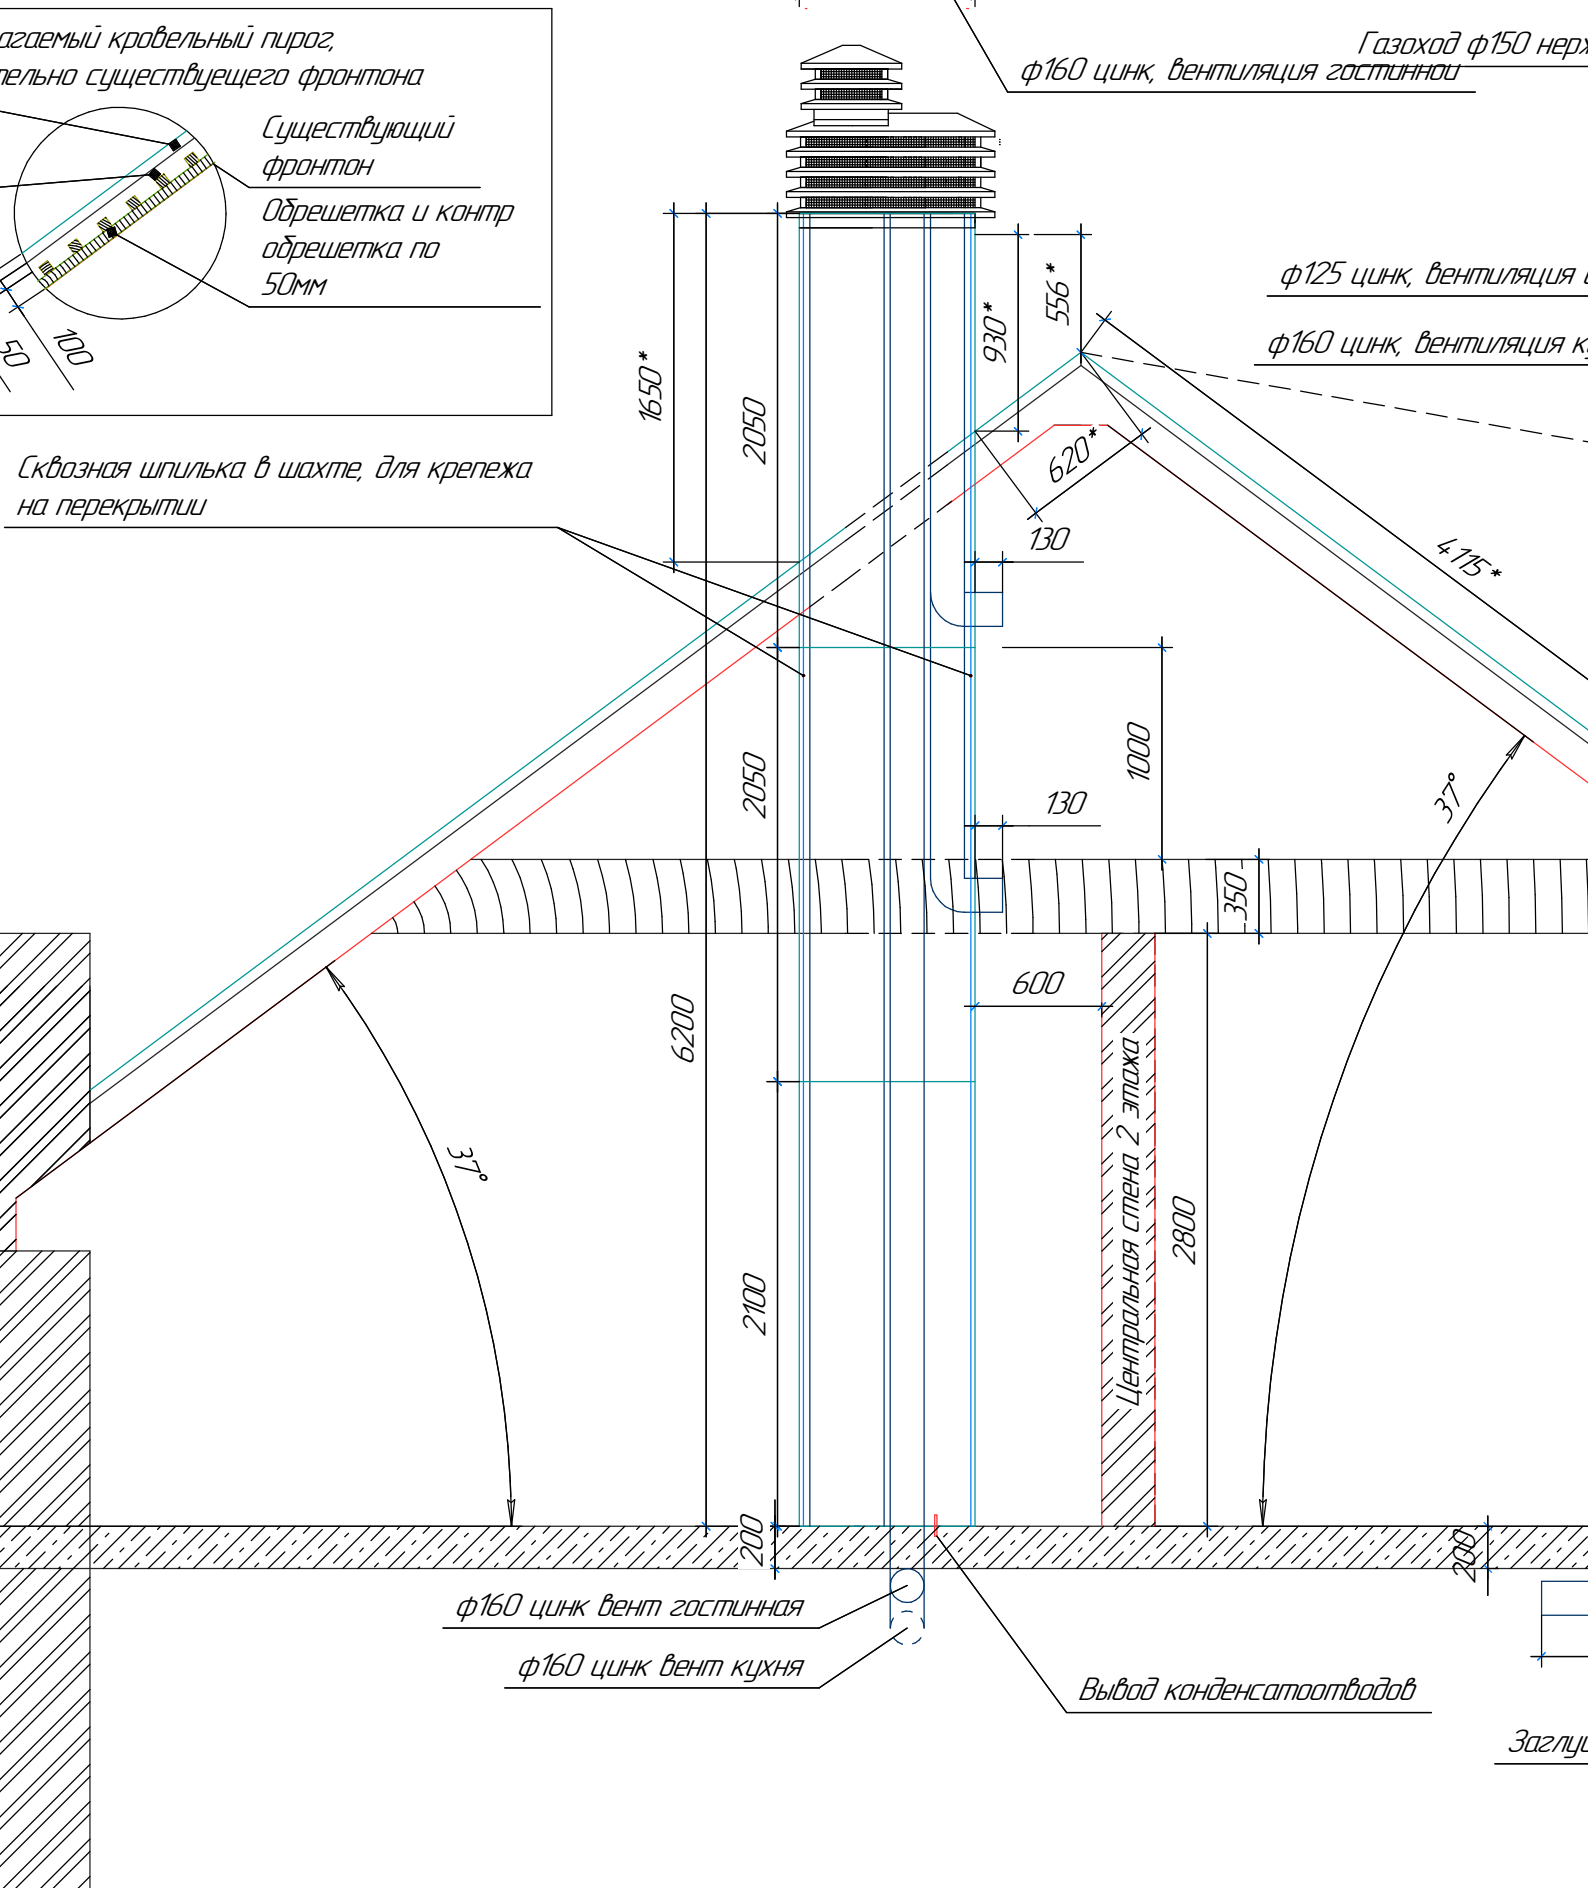 агаемый кровельный пирог,
тельно существуещего фронтона
Существующий
фронтон
Обрешетка и контр
обрешетка по
50мм
50
100
ф160 цинк, вентиляция гостинной
Газоход ф150 нерж
ф125 цинк, вентиляция
ф160 цинк, вентиляция к
Сквозная шпилька в шахте, для крепежа
на перекрытии
1650*
2050
930*
556*
620*
130
4115*
2050
1000
130
37°
350
600
6200
Центральная стена 2 этажа
37°
2800
2100
200
200
ф160 цинк вент гостинная
ф160 цинк вент кухня
Вывод конденсатоотводов
Заглу